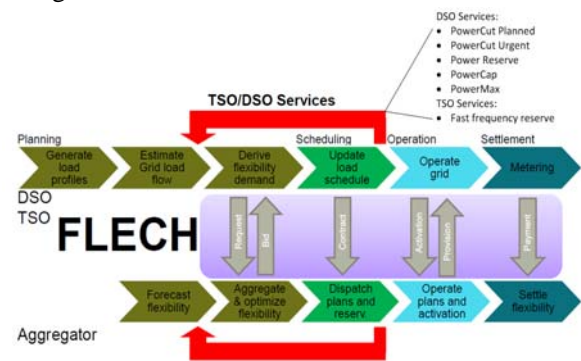 DSO Services:
• PowerCut Planned
• PowerCut Urgent
• Power Reserve
• PowerCap
• PowerMax
TSO Services:
• Fast frequency reserve
TSO/DSO Services
Planning
Scheduling
Operation
Settlement
Generate
load
profiles
Estimate
Grid load
flow
Derive
flexibility
demand
Update
load
schedule
Operate
grid
Metering
DSO
TSO
FLECH
Request
Bid
Contract
Activation
Provision
Payment
Forecast
flexibility
Aggregate
& optimize
flexibility
Dispatch
plans and
reserv.
Operate
plans and
activation
Settle
flexibility
Aggregator